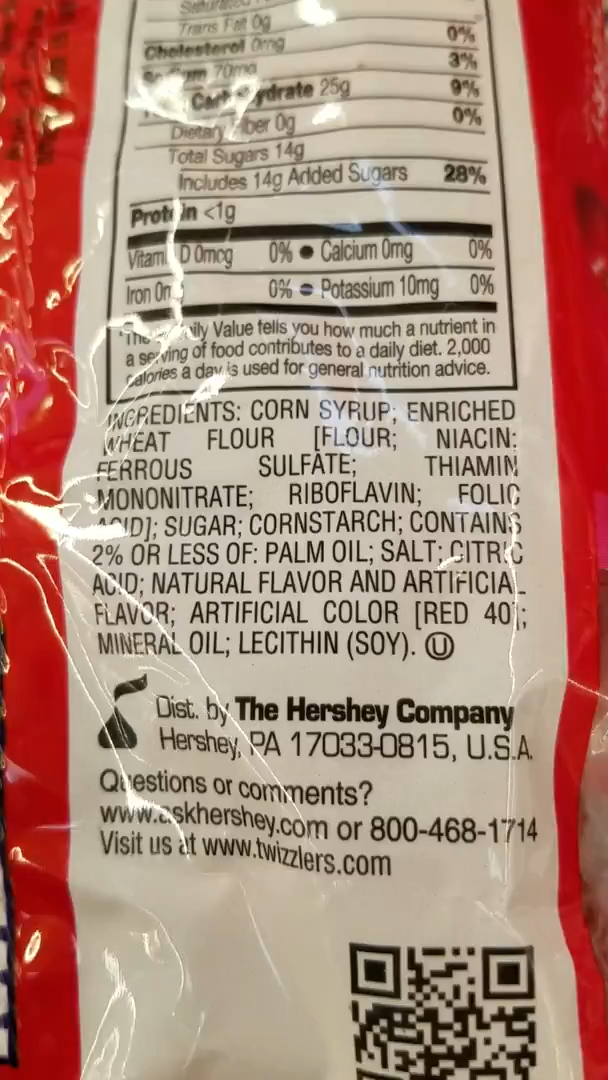 Trans Fat 0g 0%
Cholesterol 0mg 3%
70mg 9%
25g 0%
Dietary Fiber 0g
Total Sugars 14g
Includes 14g Added Sugars 28%
Protein <1g
Vitamin D 0mcg 0% • Calcium 0mg 0%
Iron 0% • Potassium 10mg 0%
*The Daily Value tells you how much a nutrient in
a serving of food contributes to a daily diet. 2,000
calories a day is used for general nutrition advice.
INGREDIENTS: CORN SYRUP; ENRICHED
WHEAT FLOUR [FLOUR; NIACIN;
FERROUS SULFATE; THIAMIN
MONONITRATE; RIBOFLAVIN; FOLIC
ACID]; SUGAR; CORNSTARCH; CONTAINS
2% OR LESS OF: PALM OIL; SALT; CITRIC
ACID; NATURAL FLAVOR AND ARTIFICIAL
FLAVOR; ARTIFICIAL COLOR [RED 40];
MINERAL OIL; LECITHIN (SOY). U
Dist. by The Hershey Company
Hershey, PA 17033-0815, U.S.A.
Questions or comments?
www.askhershey.com or 800-468-1714
Visit us at www.twizzlers.com